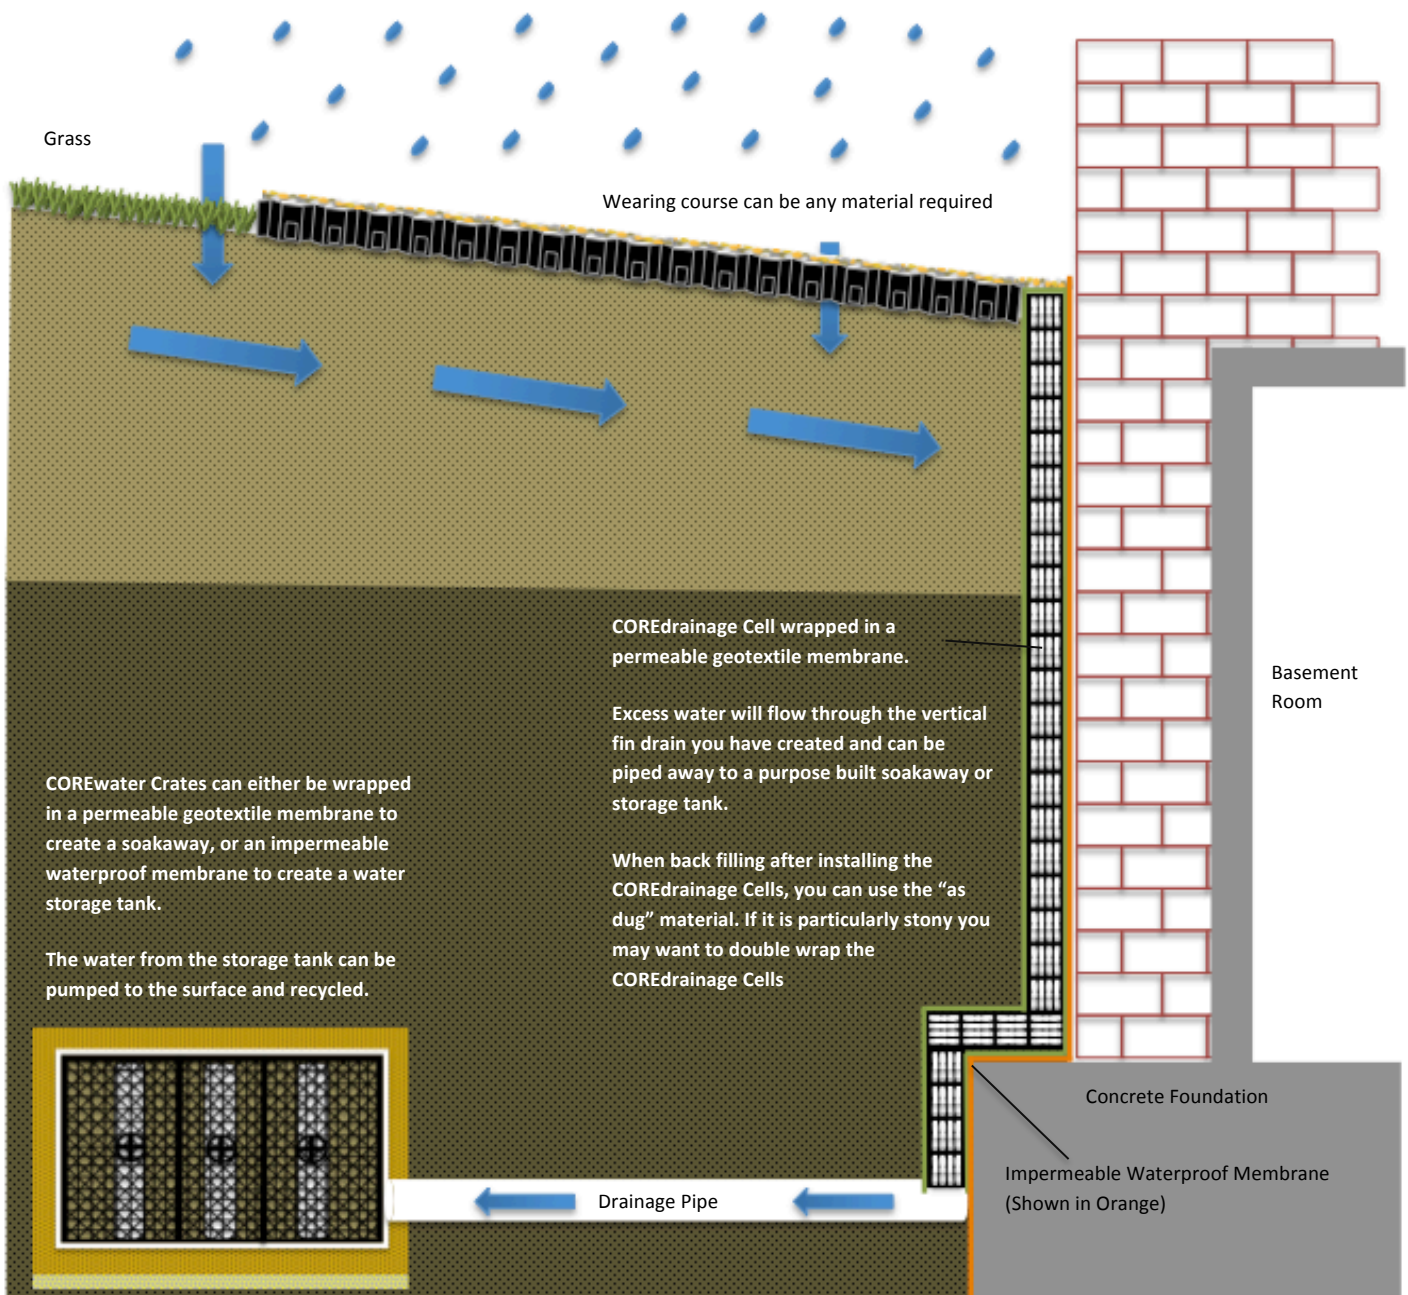 Grass
Wearing course can be any material required
COREdrainage Cell wrapped in a
permeable geotextile membrane.
Excess water will flow through the vertical
fin drain you have created and can be
piped away to a purpose built soakaway or
storage tank.
When back filling after installing the
COREdrainage Cells, you can use the “as
dug” material. If it is particularly stony you
may want to double wrap the
COREdrainage Cells
Basement
Room
COREwater Crates can either be wrapped
in a permeable geotextile membrane to
create a soakaway, or an impermeable
waterproof membrane to create a water
storage tank.
The water from the storage tank can be
pumped to the surface and recycled.
Concrete Foundation
Impermeable Waterproof Membrane
(Shown in Orange)
Drainage Pipe